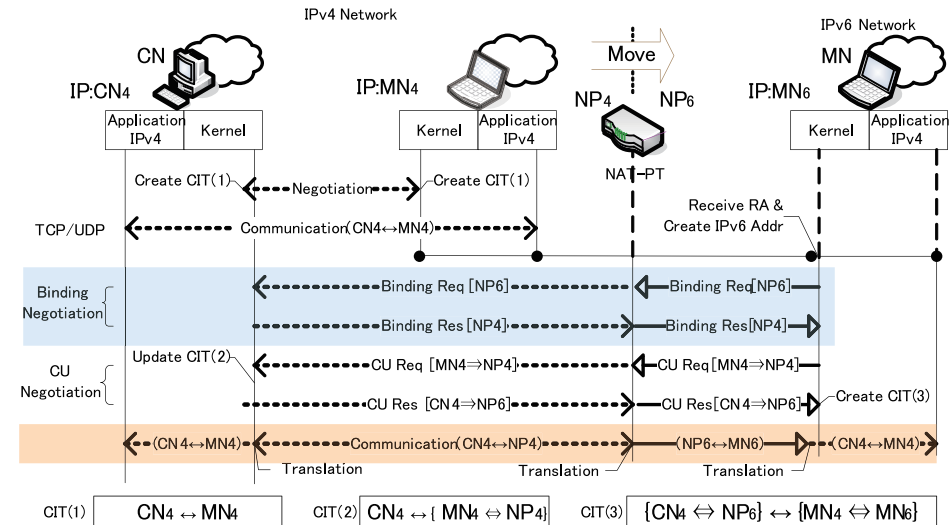 IPv4 Network
IPv6 Network
CN
Move
MN
IP:CN4
IP:MN4
NP4
NP6
IP:MN6
Application
IPv4
Kernel
Kernel
Application
IPv4
NAT-PT
Kernel
Application
IPv4
Create CIT(1)
Negotiation
Create CIT(1)
Receive RA &
Create IPv6 Addr
TCP/UDP
Communication(CN4↔MN4)
Binding
Negotiation
Binding Req [NP6]
Binding Req[NP6]
Binding Res [NP4]
Binding Res[NP4]
Update CIT(2)
CU
Negotiation
CU Req [MN4⇒NP4]
CU Req [MN4⇒NP4]
CU Res [CN4⇒NP6]
CU Res[CN4⇒NP6]
Create CIT(3)
(CN4↔MN4)
Communication(CN4↔NP4)
(NP6↔MN6)
(CN4↔MN4)
Translation
Translation
Translation
CIT(1) CN4 ↔ MN4
CIT(2) CN4 ↔ { MN4 ⇔ NP4}
CIT(3) {CN4 ⇔ NP6} ↔ {MN4 ⇔ MN6}